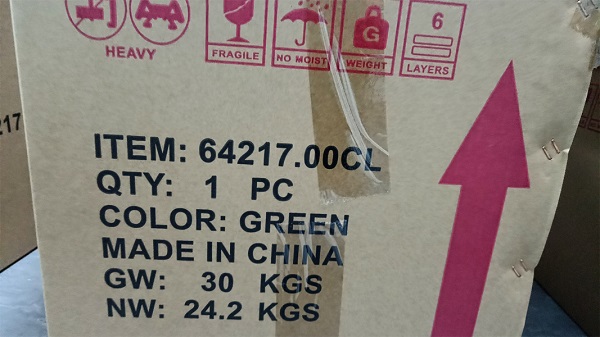 HEAVY
FRAGILE
NO MOIST
G
WEIGHT
6
LAYERS
17
ITEM: 64217.00CL
QTY: 1 PC
COLOR: GREEN
MADE IN CHINA
GW: 30 KGS
NW: 24.2 KGS